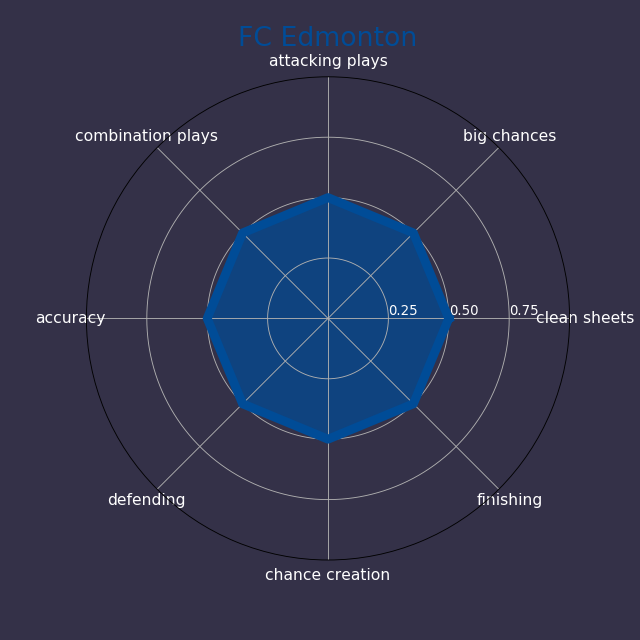 FC Edmonton
attacking plays
combination plays
big chances
accuracy
0.25
0.50
0.75
clean sheets
defending
finishing
chance creation